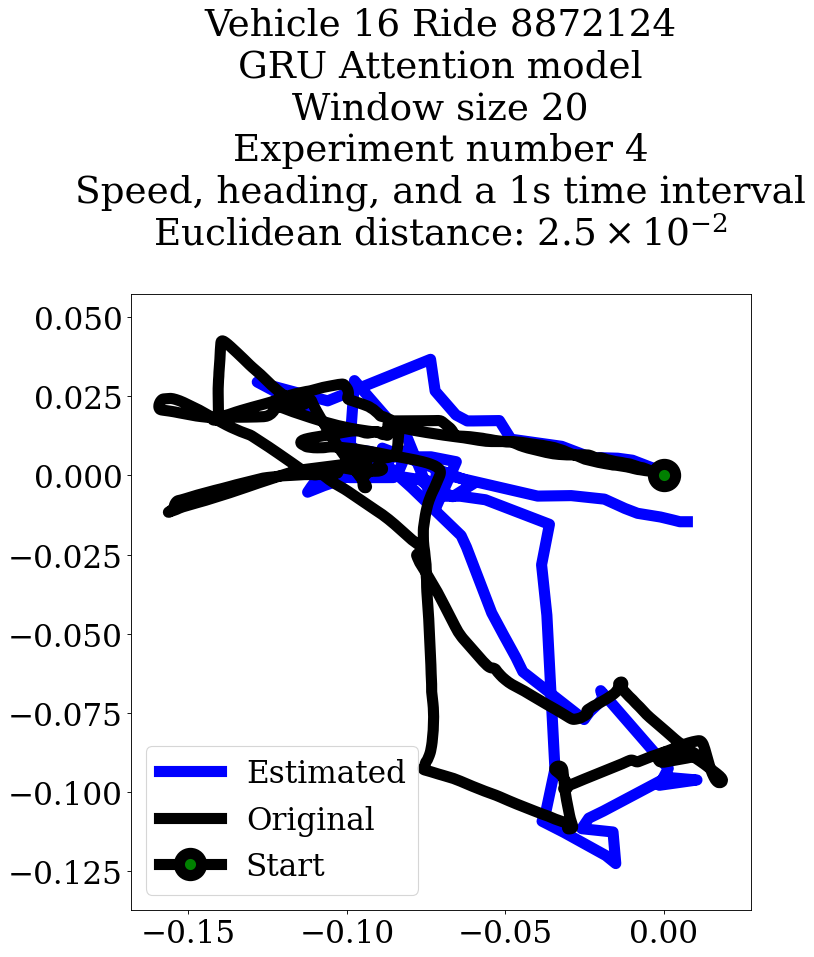 Vehicle 16 Ride 8872124
GRU Attention model
Window size 20
Experiment number 4
Speed, heading, and a 1s time interval
Euclidean distance: 2.5 × 10⁻²
0.050
0.025
0.000
−0.025
−0.050
−0.075
−0.100
−0.125
Estimated
Original
Start
−0.15 −0.10 −0.05 0.00